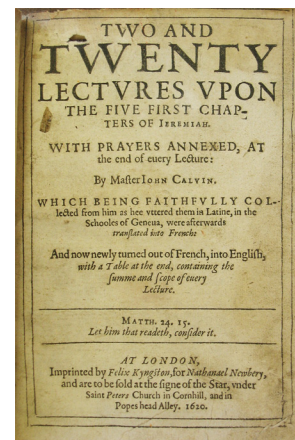 TWO AND
TWENTY
LECTVRES VPON
THE FIVE FIRST CHAP-
TERS OF IEREMIAH.
WITH PRAYERS ANNEXED, AT
the end of euery Lecture:
By Maſter IOHN CALVIN.
WHICH BEING FAITHFVLLY COL-
lected from him as hee vttered them in Latine, in the
Schooles of Geneua, were afterwards
tranſlated into French:
And now newly turned out of French, into Engliſh,
with a Table at the end, containing the
ſumme and ſcope of euery
Lecture.
MATTH. 24. 15.
Let him that readeth, conſider it.
AT LONDON,
Imprinted by Felix Kyngſton, for Nathanael Newbery,
and are to be ſold at the ſigne of the Star, vnder
Saint Peters Church in Cornhill, and in
Popes head Alley. 1620.